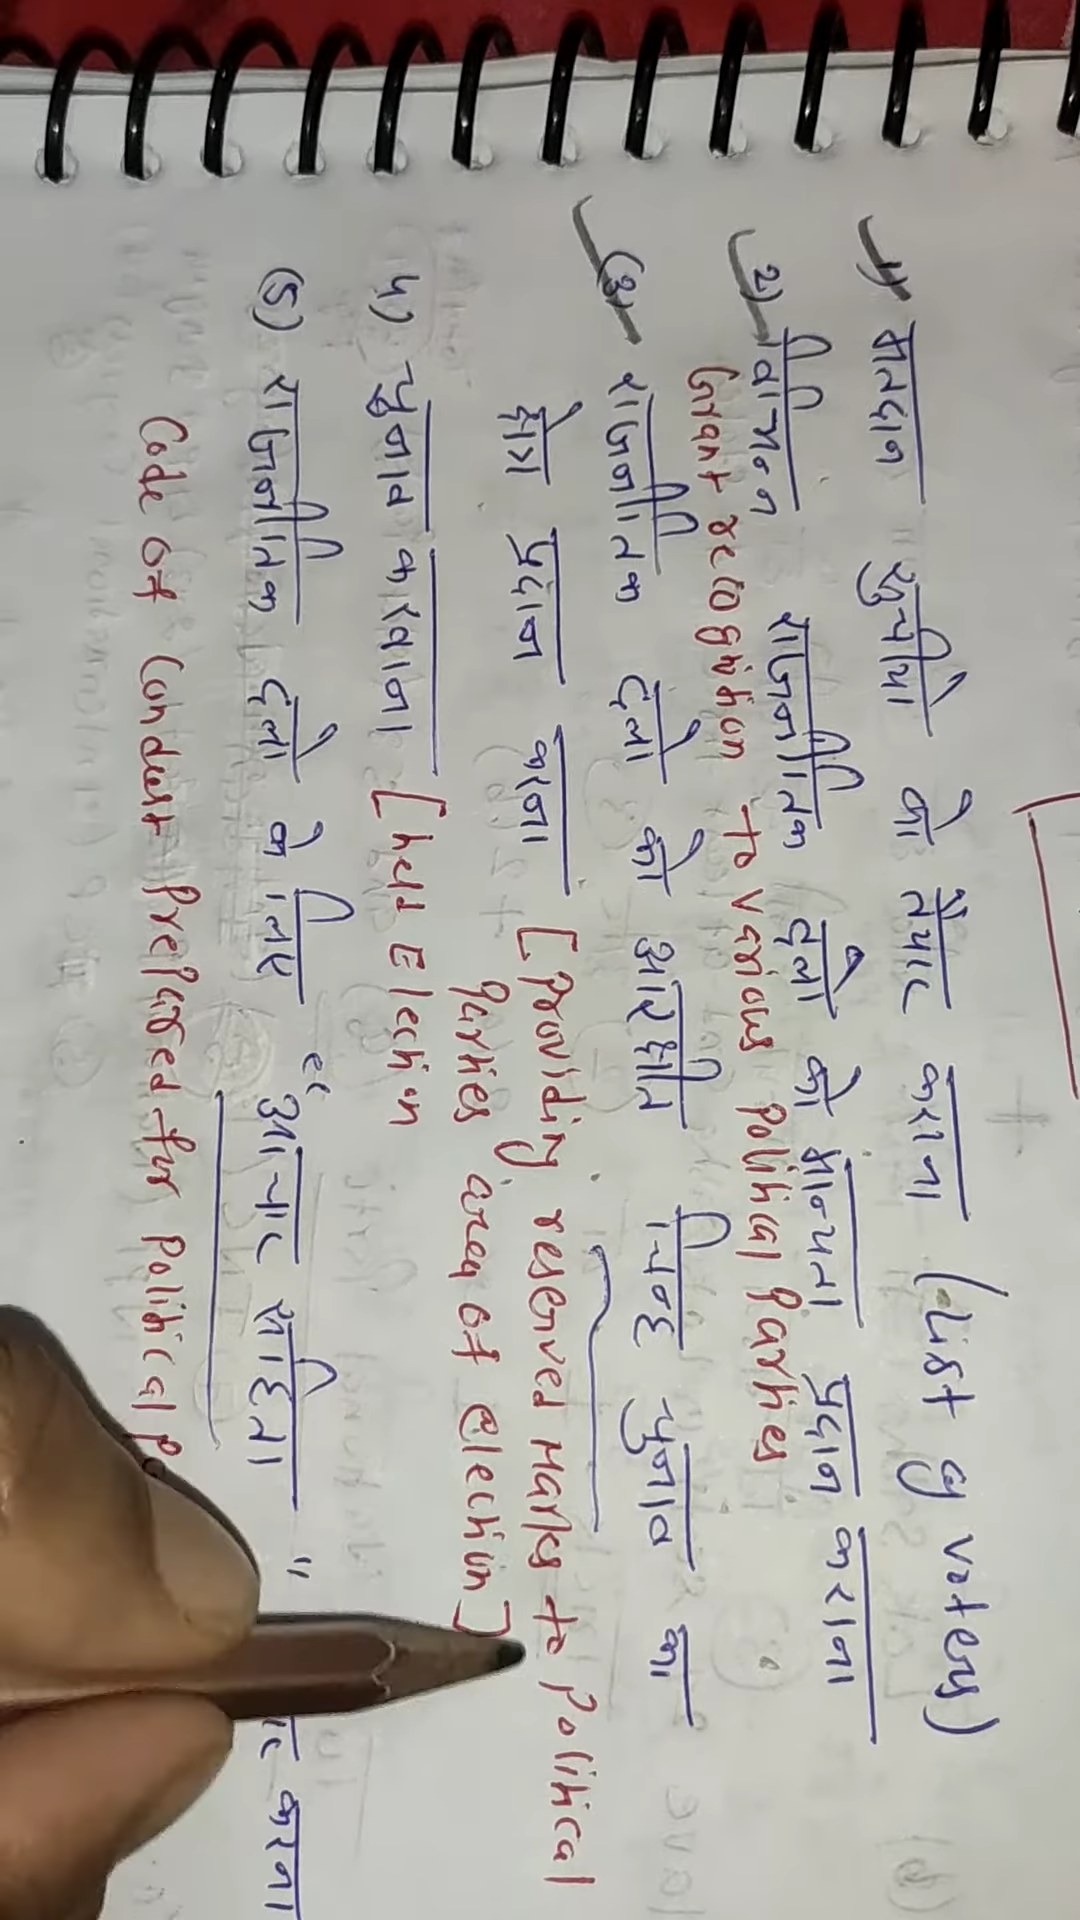 1) मतदान सुचीयो को तैयार कराना (List of voters)
2) विभिन्न राजनीतिक दलो को मान्यता प्रदान कराना
Grant recognition to various Political Parties
(3) राजनीतिक दलो को आरक्षीत चिन्ह चुनाव का
क्षेत्र प्रदान करना [Providing reserved Marks to Political
Parties area of election]
4) चुनाव करवाना [held Election
(5) राजनीतिक दलो के लिए "आचार संहिता" करना
Code of Conduct Prepared for Political P